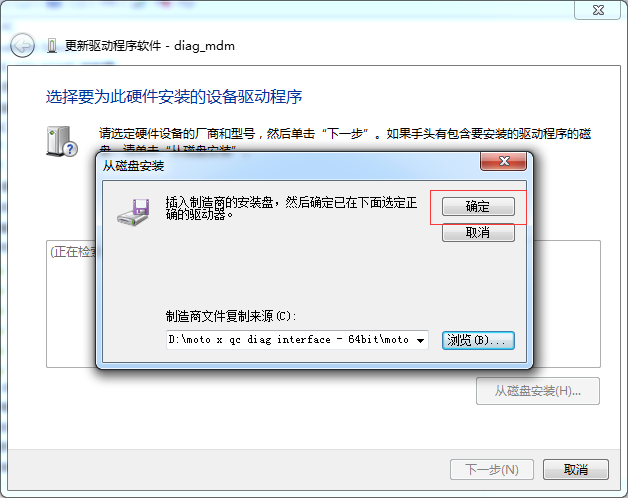 更新驱动程序软件 - diag_mdm
选择要为此硬件安装的设备驱动程序
请选定硬件设备的厂商和型号，然后单击“下一步”。如果手头有包含要安装的驱动程序的磁
盘，请单击“从磁盘安装”。
从磁盘安装
插入制造商的安装盘，然后确定已在下面选定正
确的驱动器。
确定
取消
(正在检索
制造商文件复制来源(C):
D:\moto x qc diag interface - 64bit\moto
浏览(B)...
从磁盘安装(H)...
下一步(N)
取消